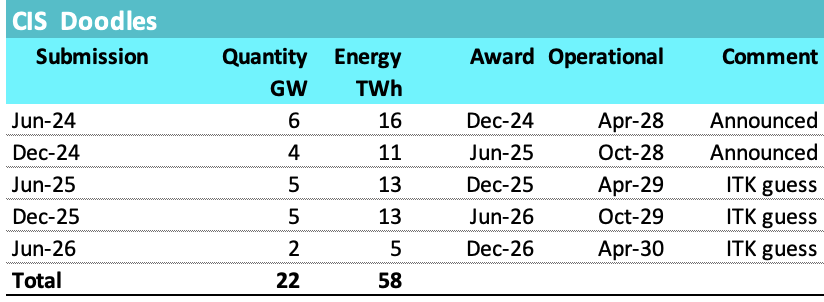 CIS Doodles
Submission Quantity Energy Award Operational Comment
GW TWh
Jun-24 6 16 Dec-24 Apr-28 Announced
Dec-24 4 11 Jun-25 Oct-28 Announced
Jun-25 5 13 Dec-25 Apr-29 ITK guess
Dec-25 5 13 Jun-26 Oct-29 ITK guess
Jun-26 2 5 Dec-26 Apr-30 ITK guess
Total 22 58